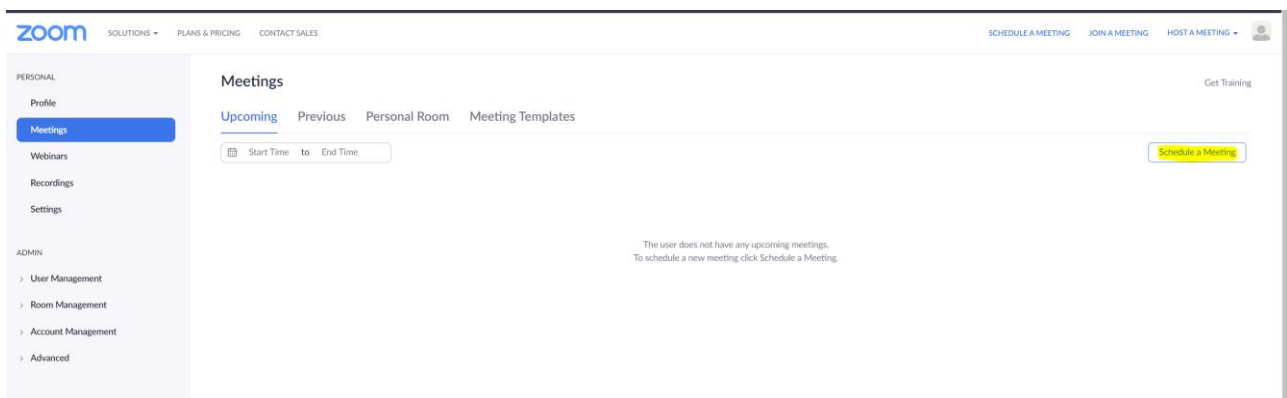 zoom SOLUTIONS PLANS & PRICING CONTACT SALES SCHEDULE A MEETING JOIN A MEETING HOST A MEETING
PERSONAL
Profile
Meetings
Webinars
Recordings
Settings
ADMIN
> User Management
> Room Management
> Account Management
> Advanced
Meetings
Get Training
Upcoming Previous Personal Room Meeting Templates
Start Time to End Time
Schedule a Meeting
The user does not have any upcoming meetings.
To schedule a new meeting click Schedule a Meeting.